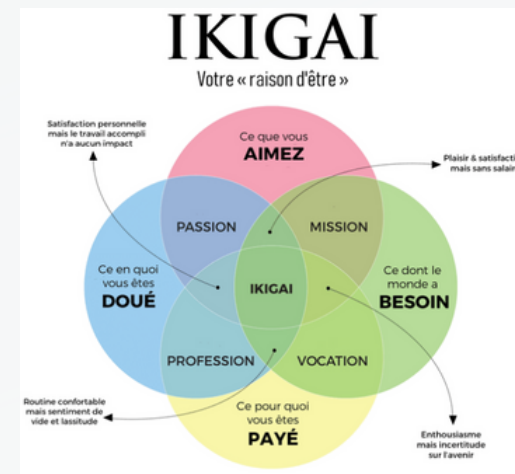 IKIGAI
Votre « raison d'être »
Satisfaction personnelle
mais le travail accompli
n'a aucun impact
Ce que vous
AIMEZ
Plaisir & satisfac
mais sans salair
PASSION
MISSION
Ce en quoi
vous êtes
DOUÉ
IKIGAI
Ce dont le
monde a
BESOIN
PROFESSION
VOCATION
Routine confortable
mais sentiment de
vide et lassitude
Ce pour quoi
vous êtes
PAYÉ
Enthousiasme
mais incertitude
sur l'avenir